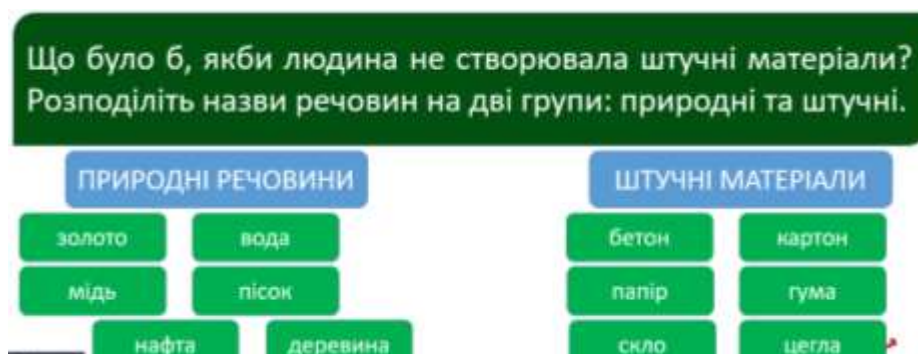 Що було б, якби людина не створювала штучні матеріали?
Розподіліть назви речовин на дві групи: природні та штучні.
ПРИРОДНІ РЕЧОВИНИ
ШТУЧНІ МАТЕРІАЛИ
золото
вода
бетон
картон
мідь
пісок
папір
гума
нафта
деревина
скло
цегла